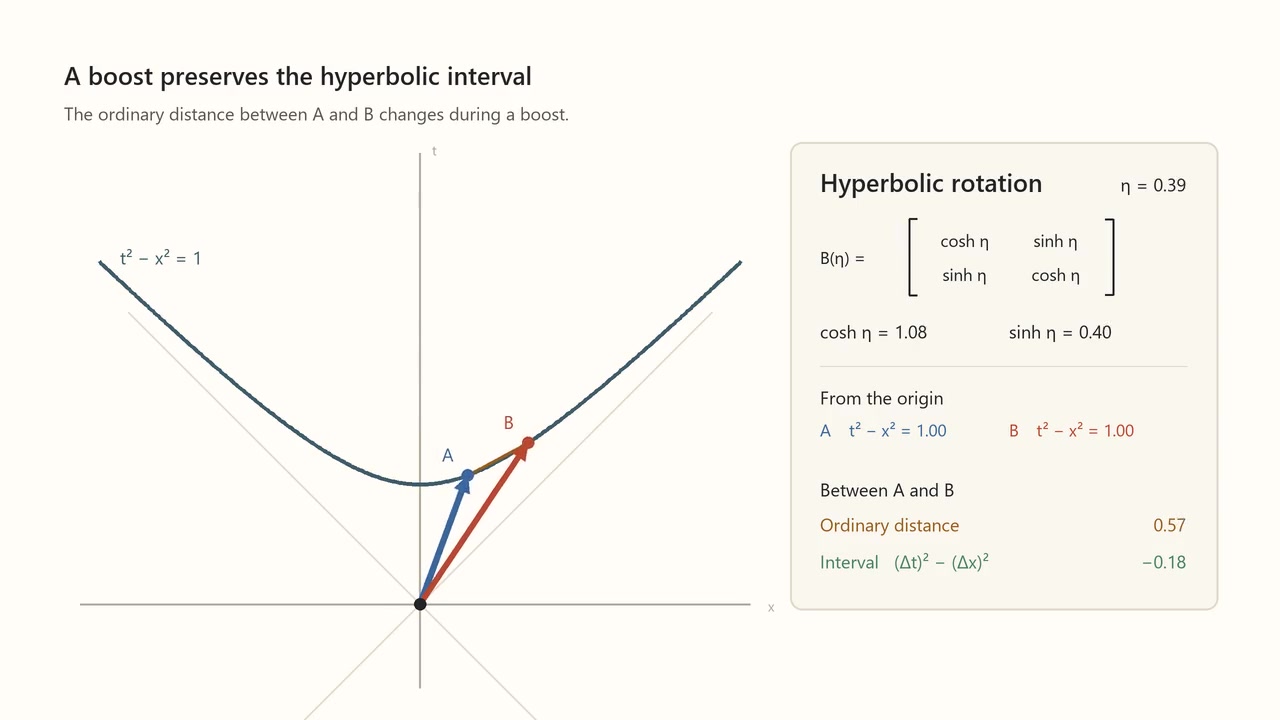 A boost preserves the hyperbolic interval
The ordinary distance between A and B changes during a boost.
t
t² − x² = 1
B
A
x
Hyperbolic rotation η = 0.39
cosh η sinh η
B(η) =
sinh η cosh η
cosh η = 1.08 sinh η = 0.40
From the origin
A t² − x² = 1.00 B t² − x² = 1.00
Between A and B
Ordinary distance 0.57
Interval (Δt)² − (Δx)² −0.18